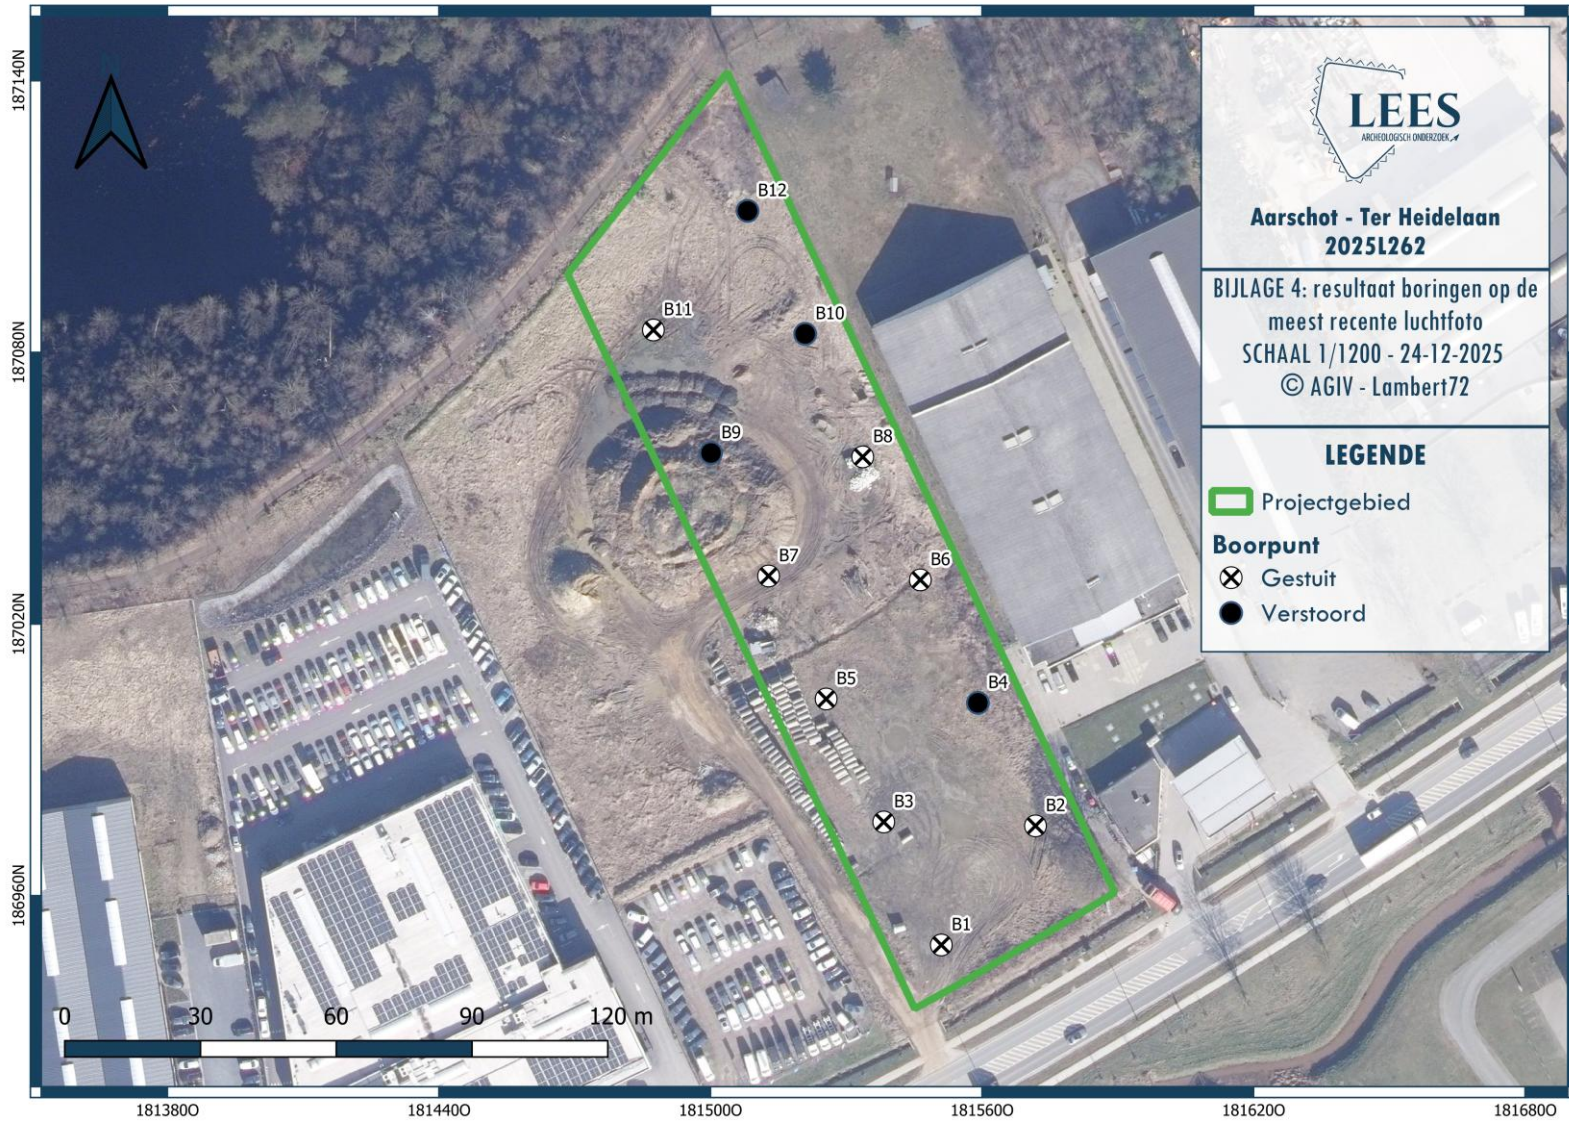 LEES
ARCHEOLOGISCH ONDERZOEK
Aarschot - Ter Heidelaan
2025L262
BIJLAGE 4: resultaat boringen op de
meest recente luchtfoto
SCHAAL 1/1200 - 24-12-2025
© AGIV - Lambert72
LEGENDE
Projectgebied
Boorpunt
Gestuit
Verstoord
187140N
187080N
187020N
186960N
B12
B11
B10
B9
B8
B7
B6
B5
B4
B3
B2
B1
0 30 60 90 120 m
181380O 181440O 181500O 181560O 181620O 181680O